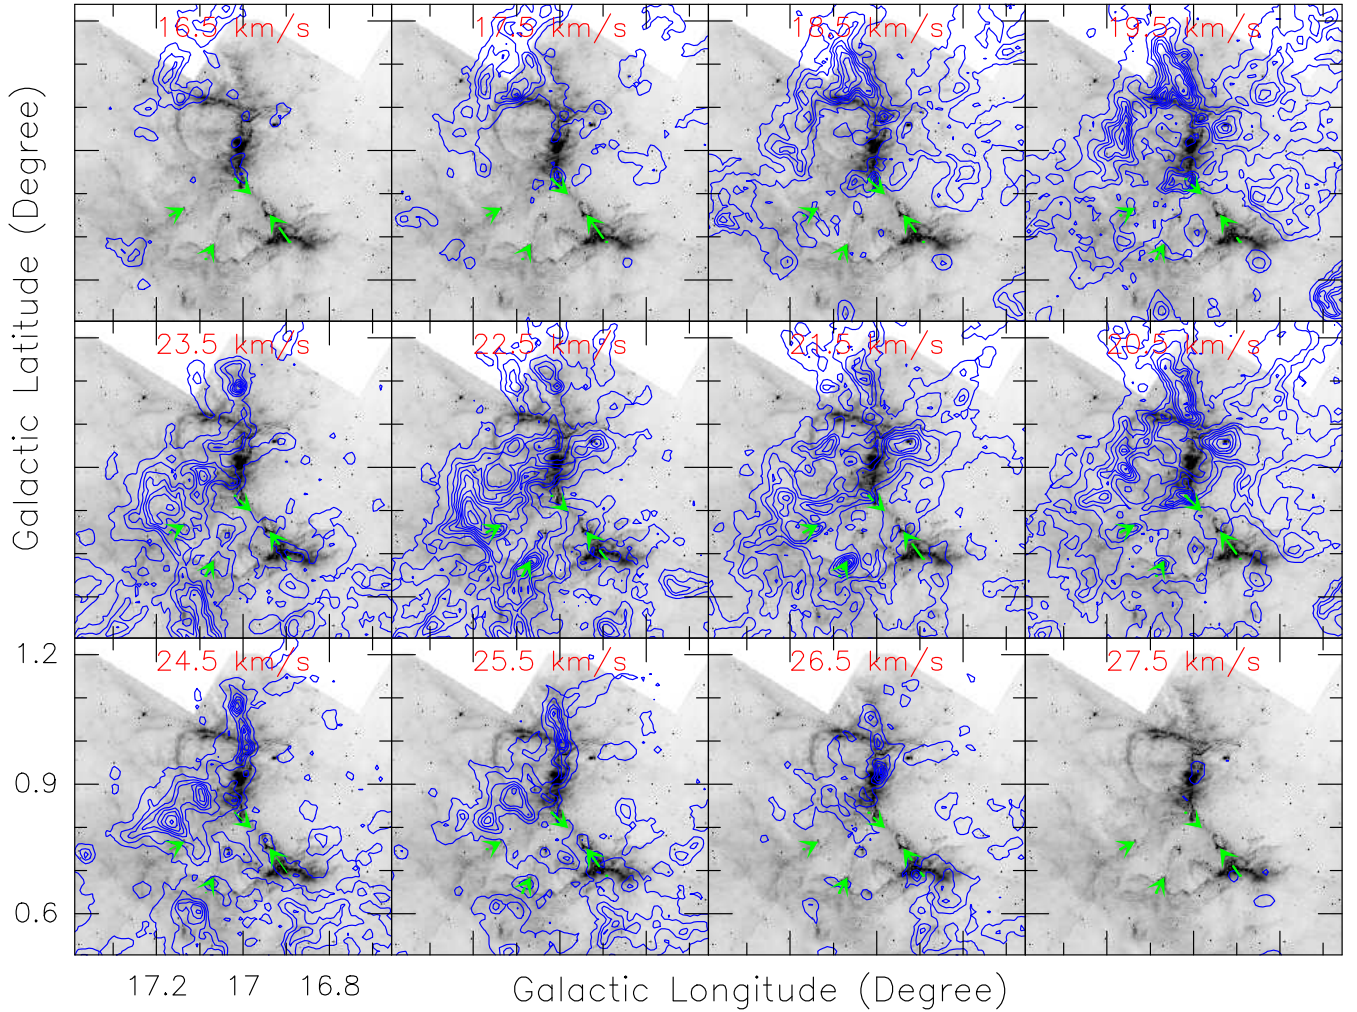 16.5 km/s 17.5 km/s 18.5 km/s 19.5 km/s
Galactic Latitude (Degree)
23.5 km/s 22.5 km/s 21.5 km/s 20.5 km/s
1.2
24.5 km/s 25.5 km/s 26.5 km/s 27.5 km/s
0.9
0.6
17.2 17 16.8
Galactic Longitude (Degree)